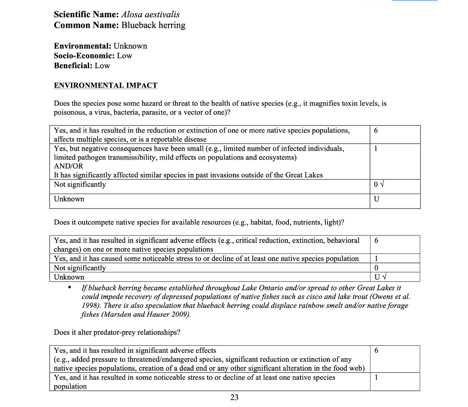 Scientific Name: Alosa aestivalis
Common Name: Blueback herring
Environmental: Unknown
Socio-Economic: Low
Beneficial: Low
ENVIRONMENTAL IMPACT
Does the species pose some hazard or threat to the health of native species (e.g., it magnifies toxin levels, is
poisonous, a virus, bacteria, parasite, or a vector of one)?
Yes, and it has resulted in the reduction or extinction of one or more native species populations, 6
affects multiple species, or is a reportable disease
Yes, but negative consequences have been small (e.g., limited number of infected individuals, 1
limited pathogen transmissibility, mild effects on populations and ecosystems)
AND/OR
It has significantly affected similar species in past invasions outside of the Great Lakes
Not significantly 0 √
Unknown U
Does it outcompete native species for available resources (e.g., habitat, food, nutrients, light)?
Yes, and it has resulted in significant adverse effects (e.g., critical reduction, extinction, behavioral 6
changes) on one or more native species populations
Yes, and it has caused some noticeable stress to or decline of at least one native species population 1
Not significantly 0
Unknown U √
• If blueback herring became established throughout Lake Ontario and/or spread to other Great Lakes it
could impede recovery of depressed populations of native fishes such as cisco and lake trout (Owens et al.
1998). There is also speculation that blueback herring could displace rainbow smelt and/or native forage
fishes (Marsden and Hauser 2009).
Does it alter predator-prey relationships?
Yes, and it has resulted in significant adverse effects 6
(e.g., added pressure to threatened/endangered species, significant reduction or extinction of any
native species populations, creation of a dead end or any other significant alteration in the food web)
Yes, and it has resulted in some noticeable stress to or decline of at least one native species 1
population
23